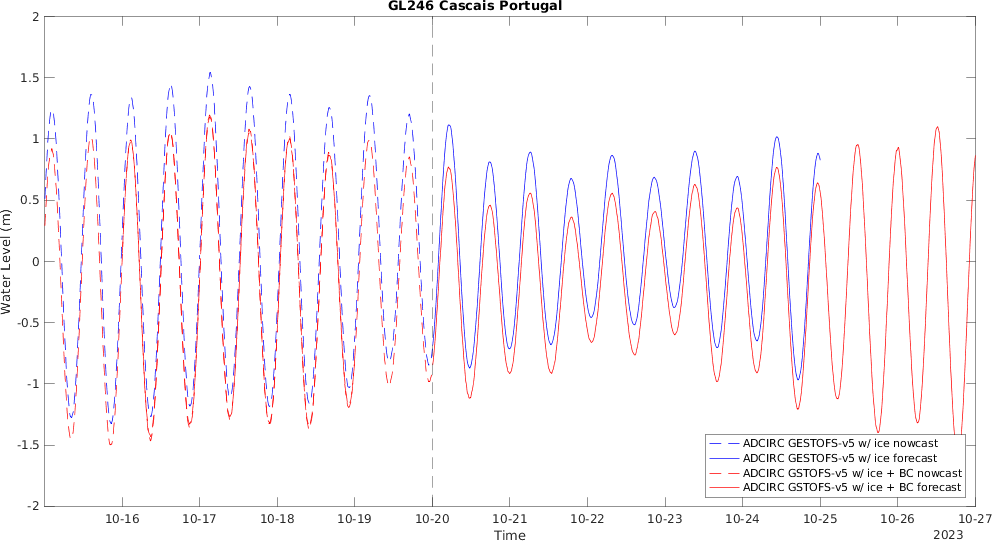 GL246 Cascais Portugal
2
1.5
1
0.5
0
-0.5
-1
-1.5
-2
Water Level (m)
ADCIRC GESTOFS-v5 w/ ice nowcast
ADCIRC GESTOFS-v5 w/ ice forecast
ADCIRC GSTOFS-v5 w/ ice + BC nowcast
ADCIRC GSTOFS-v5 w/ ice + BC forecast
10-16 10-17 10-18 10-19 10-20 10-21 10-22 10-23 10-24 10-25 10-26 10-27
Time
2023